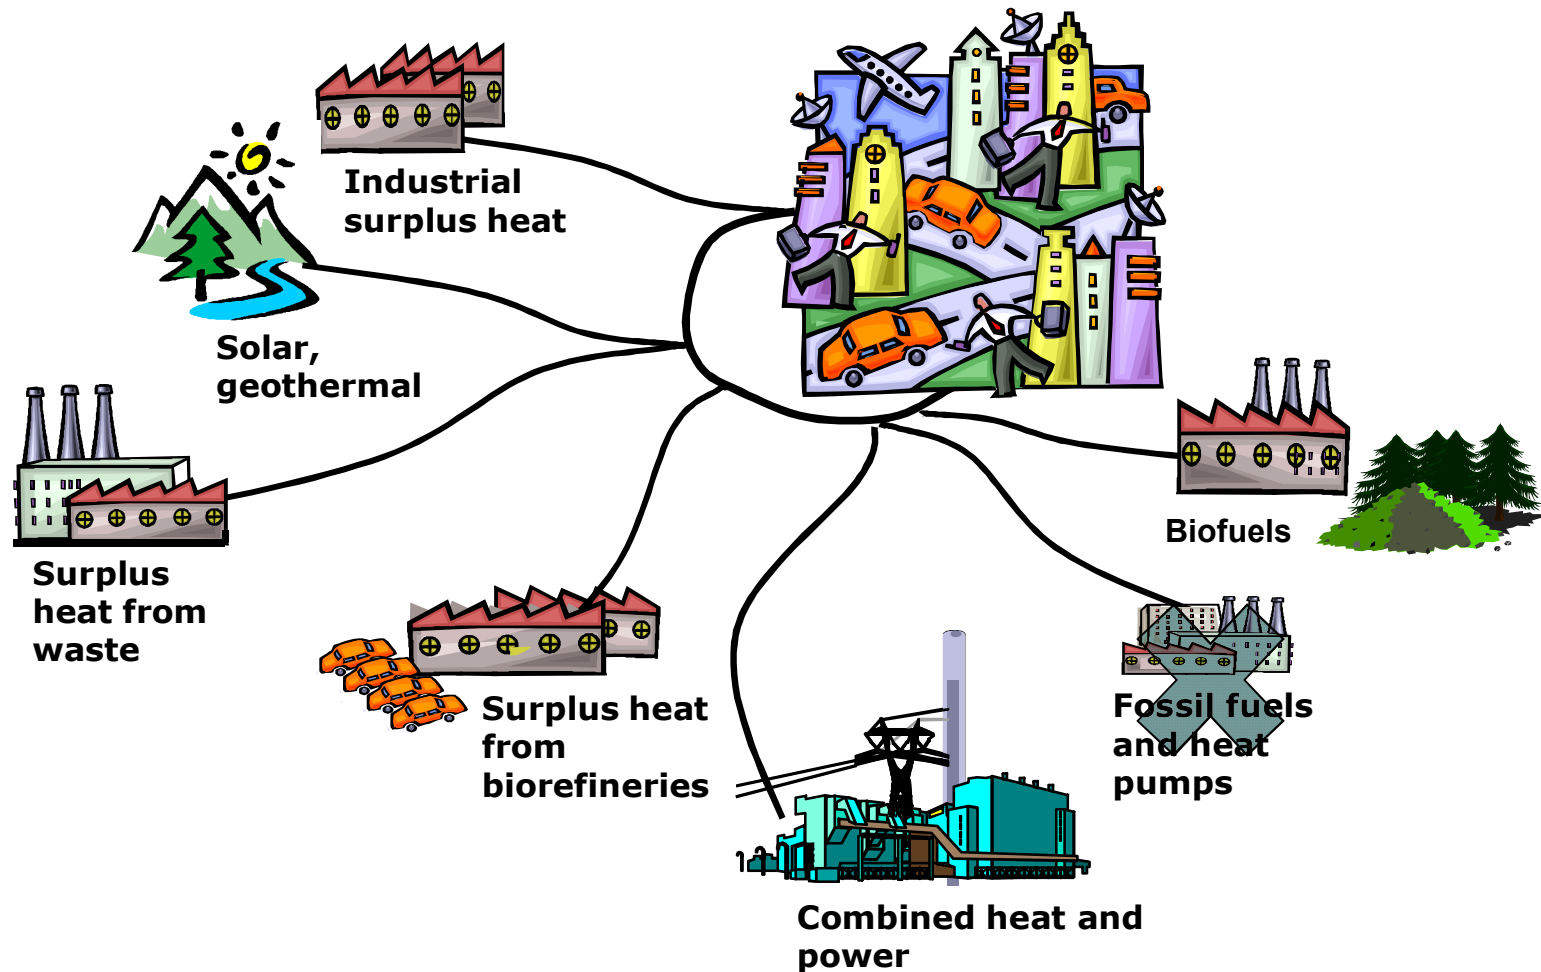 Industrial
surplus heat
Solar,
geothermal
Surplus
heat from
waste
Surplus heat
from
biorefineries
Combined heat and
power
Fossil fuels
and heat
pumps
Biofuels